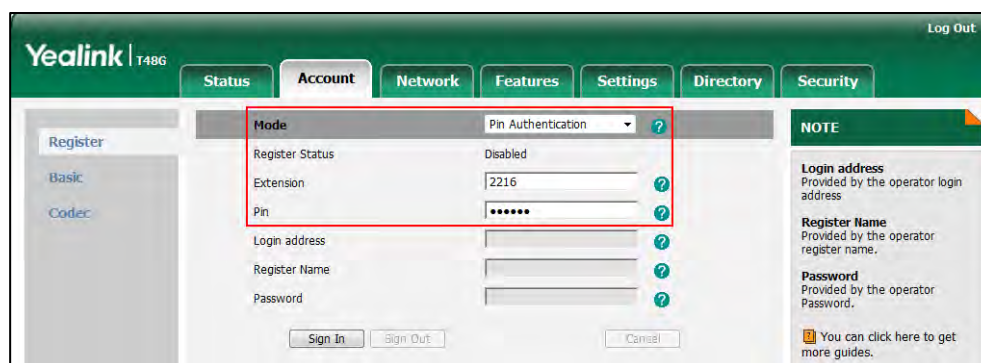 Log Out
Yealink | T48G
Status Account Network Features Settings Directory Security
Register
Basic
Codec
Mode Pin Authentication
Register Status Disabled
Extension 2216
Pin ••••••
Login address
Register Name
Password
Sign In Sign Out Cancel
NOTE
Login address
Provided by the operator login
address
Register Name
Provided by the operator
register name.
Password
Provided by the operator
Password.
You can click here to get
more guides.